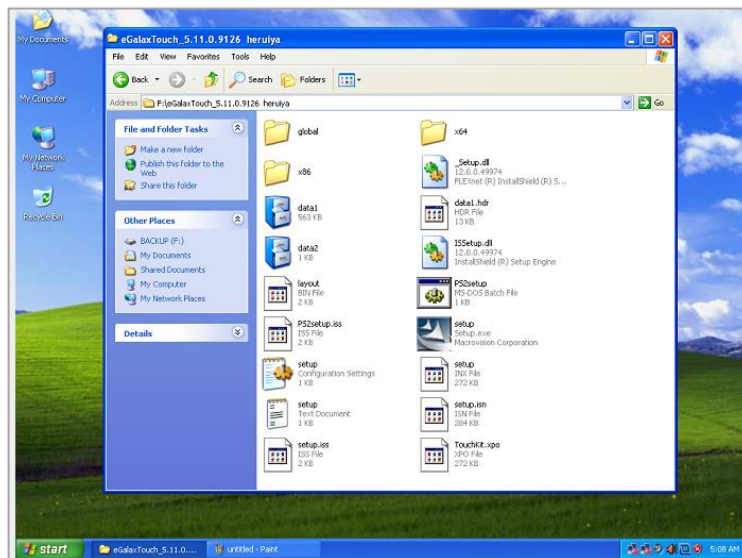 My Documents
My Computer
My Network
Places
Recycle Bin
eGalaxTouch_5.11.0.9126 heruiya
File Edit View Favorites Tools Help
Back
Search
Folders
Address
F:\eGalaxTouch_5.11.0.9126 heruiya
Go
File and Folder Tasks
Make a new folder
Publish this folder to the
Web
Share this folder
Other Places
BACKUP (F:)
My Documents
Shared Documents
My Computer
My Network Places
Details
global
x64
x86
_Setup.dll
12.0.0.49974
FLEXnet (R) InstallShield (R) S...
data1
563 KB
data1.hdr
HDR File
13 KB
data2
1 KB
ISSetup.dll
12.0.0.49974
InstallShield (R) Setup Engine
layout
BIN File
2 KB
PS2setup
MS-DOS Batch File
1 KB
PS2setup.iss
ISS File
2 KB
setup
Setup.exe
Macrovision Corporation
setup
Configuration Settings
1 KB
setup
INX File
272 KB
setup
Text Document
1 KB
setup.isn
ISN File
284 KB
setup.iss
ISS File
2 KB
TouchKit.xpo
XPO File
272 KB
start
eGalaxTouch_5.11.0....
untitled - Paint
5:08 AM